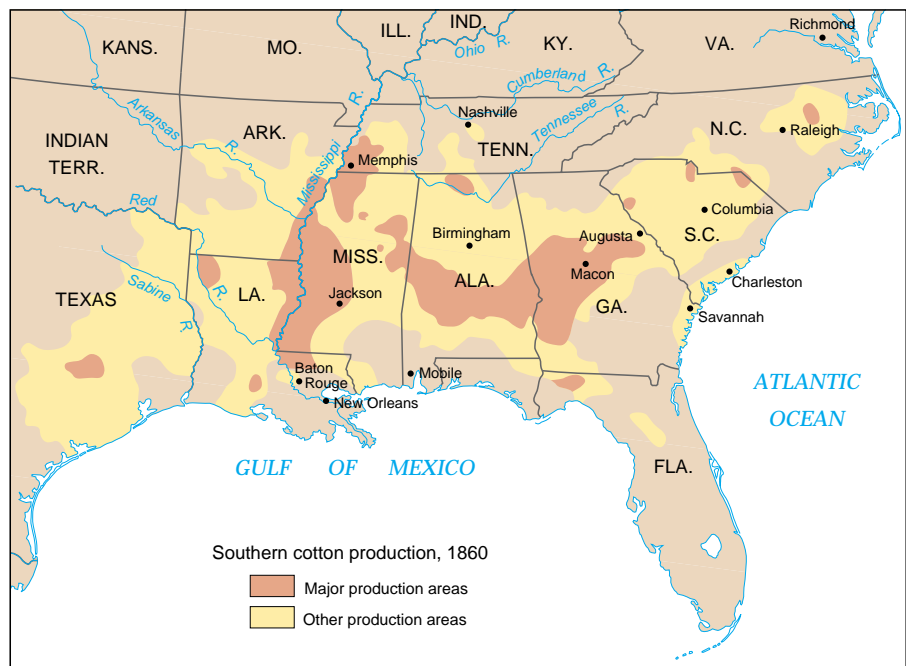 Richmond
IND.
ILL.
KANS.
MO.
KY.
VA.
Ohio R.
Cumberland R.
Arkansas R.
Mississippi R.
Nashville
Tennessee R.
ARK.
N.C.
Raleigh
INDIAN
TERR.
TENN.
Memphis
Red R.
Columbia
Birmingham
Augusta
S.C.
MISS.
Macon
Charleston
Sabine R
ALA.
TEXAS
LA.
Jackson
GA.
Savannah
Baton
Rouge
Mobile
New Orleans
ATLANTIC
OCEAN
GULF OF MEXICO
FLA.
Southern cotton production, 1860
Major production areas
Other production areas